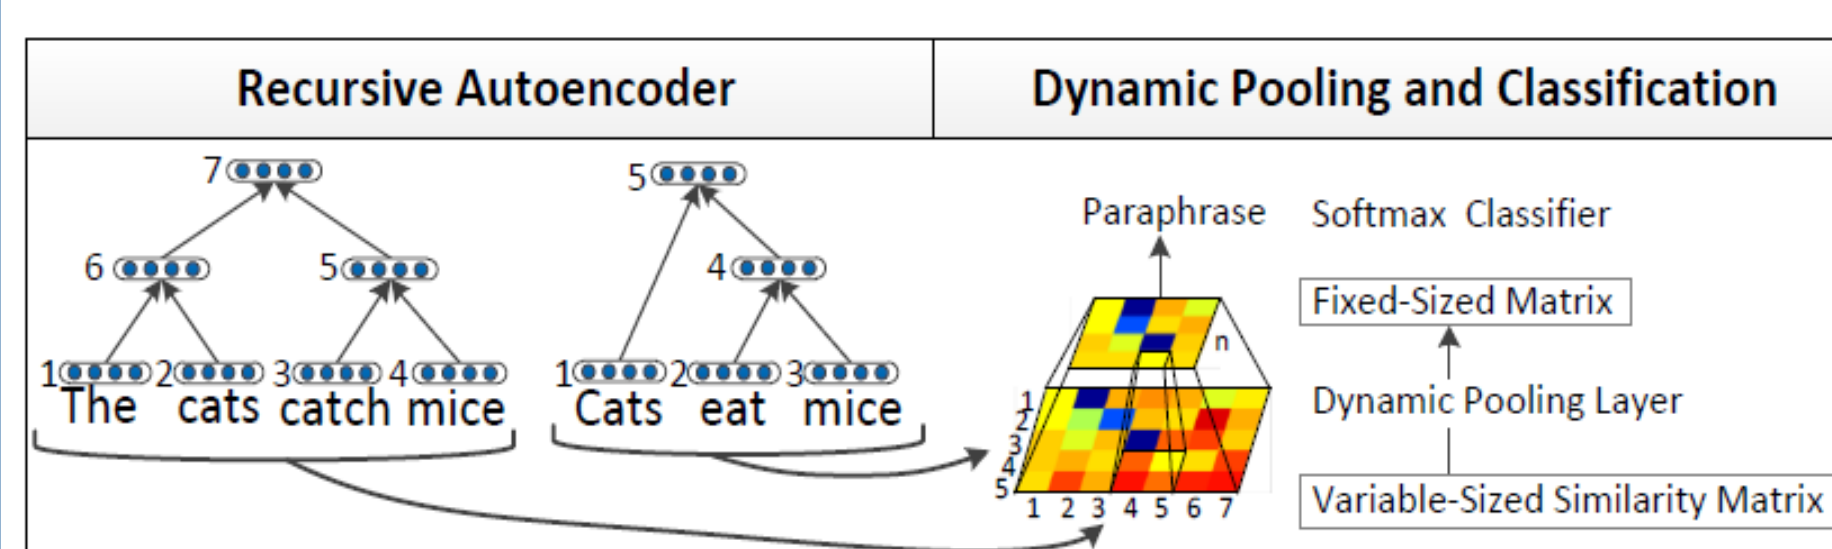 Recursive Autoencoder
Dynamic Pooling and Classification
7
5
6
5
4
1 2 3 4
The cats catch mice
1 2 3
Cats eat mice
Paraphrase
Softmax Classifier
Fixed-Sized Matrix
n
Dynamic Pooling Layer
1
2
3
4
5
1 2 3 4 5 6 7
Variable-Sized Similarity Matrix